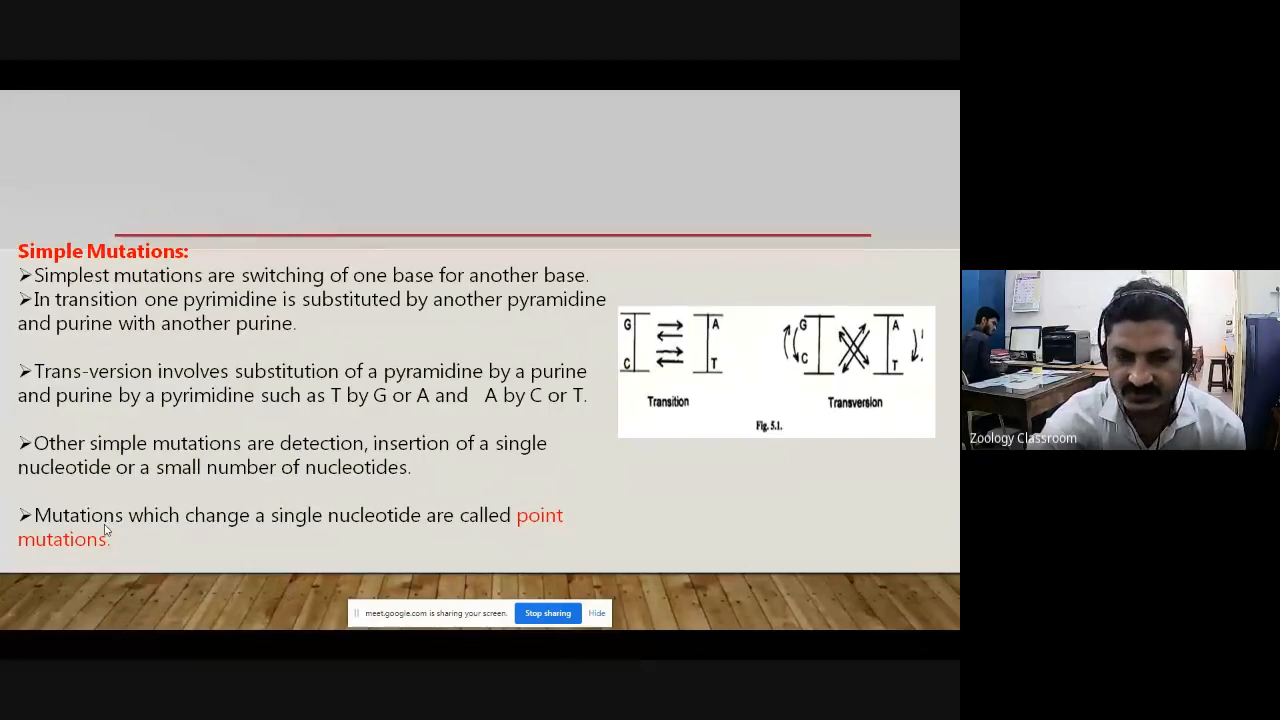 Simple Mutations:
➢Simplest mutations are switching of one base for another base.
➢In transition one pyrimidine is substituted by another pyramidine
and purine with another purine.
➢Trans-version involves substitution of a pyramidine by a purine
and purine by a pyrimidine such as T by G or A and A by C or T.
➢Other simple mutations are detection, insertion of a single
nucleotide or a small number of nucleotides.
➢Mutations which change a single nucleotide are called point
mutations.
G A
C T
Transition
G A
C T
Transversion
Fig. 5.1.
meet.google.com is sharing your screen. Stop sharing Hide
Zoology Classroom